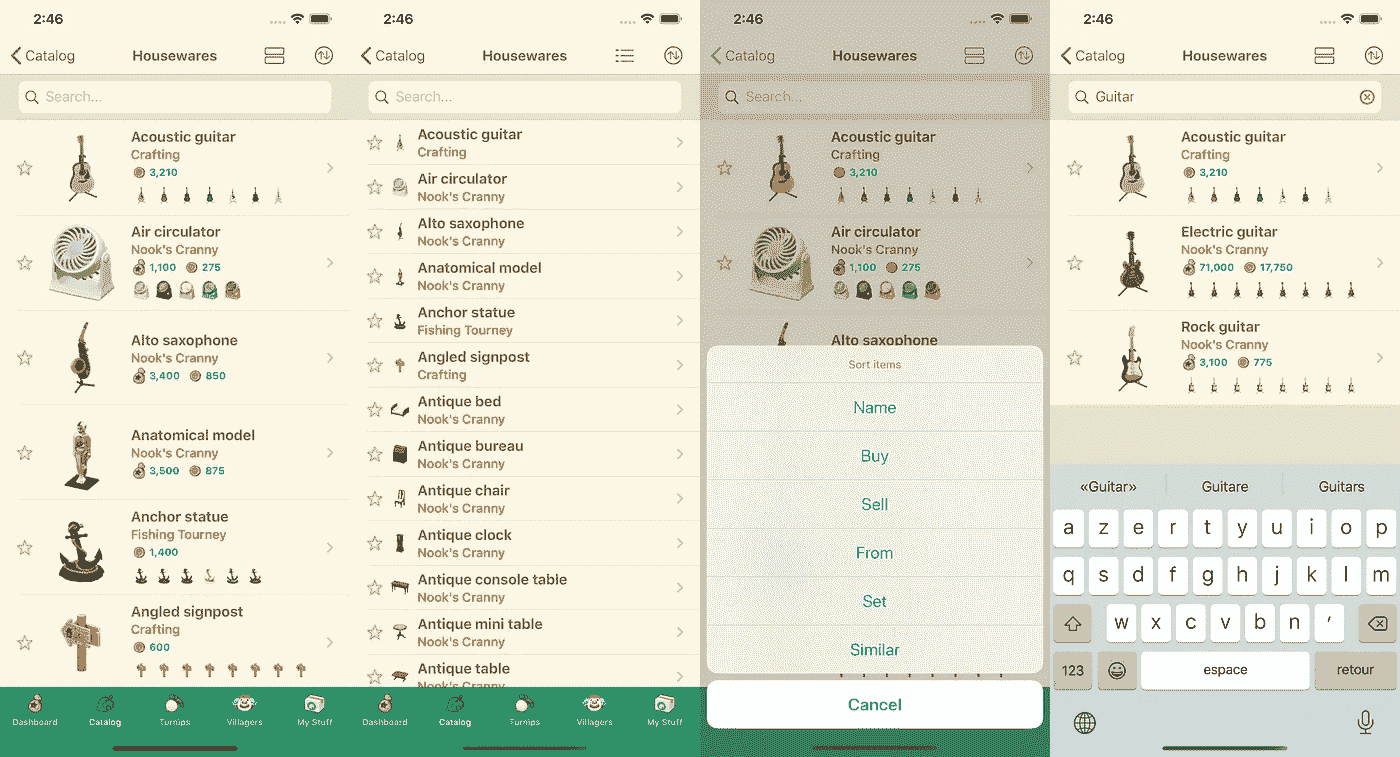 2:46
Catalog
Housewares
Search...
Acoustic guitar
Crafting
3,210
Air circulator
Nook's Cranny
1,100 275
Alto saxophone
Nook's Cranny
3,400 850
Anatomical model
Nook's Cranny
3,500 875
Anchor statue
Fishing Tourney
1,400
Angled signpost
Crafting
600
Dashboard Catalog Turnips Villagers My Stuff
2:46
Catalog
Housewares
Search...
Acoustic guitar
Crafting
Air circulator
Nook's Cranny
Alto saxophone
Nook's Cranny
Anatomical model
Nook's Cranny
Anchor statue
Fishing Tourney
Angled signpost
Crafting
Antique bed
Nook's Cranny
Antique bureau
Nook's Cranny
Antique chair
Nook's Cranny
Antique clock
Nook's Cranny
Antique console table
Nook's Cranny
Antique mini table
Nook's Cranny
Antique table
Nook's Cranny
Dashboard Catalog Turnips Villagers My Stuff
2:46
Catalog
Housewares
Search...
Acoustic guitar
Crafting
3,210
Air circulator
Nook's Cranny
1,100 275
Alto saxophone
Sort items
Name
Buy
Sell
From
Set
Similar
Cancel
2:46
Catalog
Housewares
Guitar
Acoustic guitar
Crafting
3,210
Electric guitar
Nook's Cranny
71,000 17,750
Rock guitar
Nook's Cranny
3,100 775
«Guitar» Guitare Guitars
a z e r t y u i o p
q s d f g h j k l m
w x c v b n ’
123 espace retour